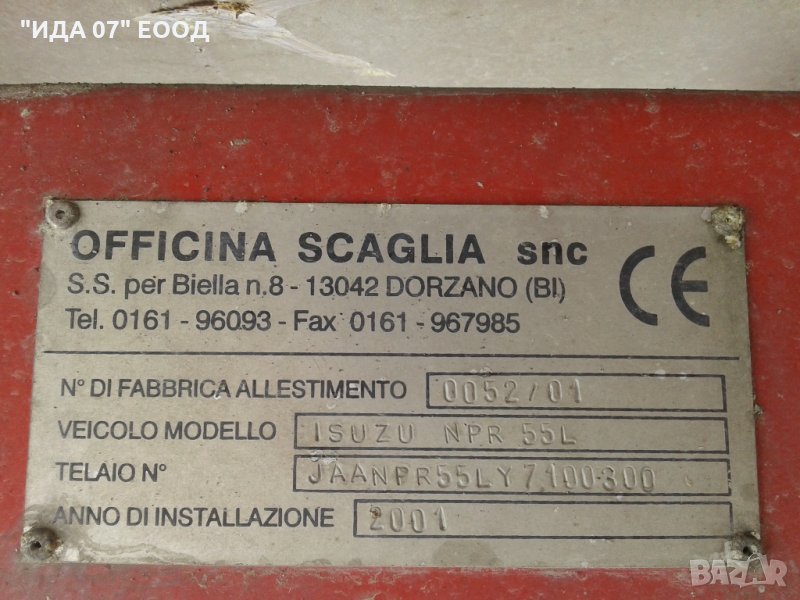 "ИДА 07" ЕООД
OFFICINA SCAGLIA snc
S.S. per Biella n.8 - 13042 DORZANO (BI)
Tel. 0161 - 96093 - Fax 0161 - 967985
CE
N° DI FABBRICA ALLESTIMENTO 0052/01
VEICOLO MODELLO ISUZU NPR 55L
TELAIO N° JAANPR55LY7100300
ANNO DI INSTALLAZIONE 2001
BAZAR